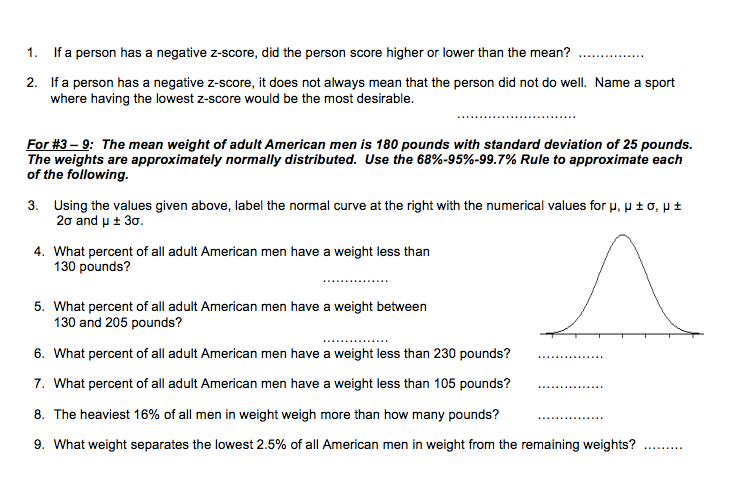 1. If a person has a negative z-score, did the person score higher or lower than the mean? ...............
2. If a person has a negative z-score, it does not always mean that the person did not do well. Name a sport
where having the lowest z-score would be the most desirable.
...........................
For #3 – 9: The mean weight of adult American men is 180 pounds with standard deviation of 25 pounds.
The weights are approximately normally distributed. Use the 68%-95%-99.7% Rule to approximate each
of the following.
3. Using the values given above, label the normal curve at the right with the numerical values for μ, μ ± σ, μ ±
2σ and μ ± 3σ.
4. What percent of all adult American men have a weight less than
130 pounds?
...............
5. What percent of all adult American men have a weight between
130 and 205 pounds?
...............
6. What percent of all adult American men have a weight less than 230 pounds? ...............
7. What percent of all adult American men have a weight less than 105 pounds? ...............
8. The heaviest 16% of all men in weight weigh more than how many pounds? ...............
9. What weight separates the lowest 2.5% of all American men in weight from the remaining weights? .........